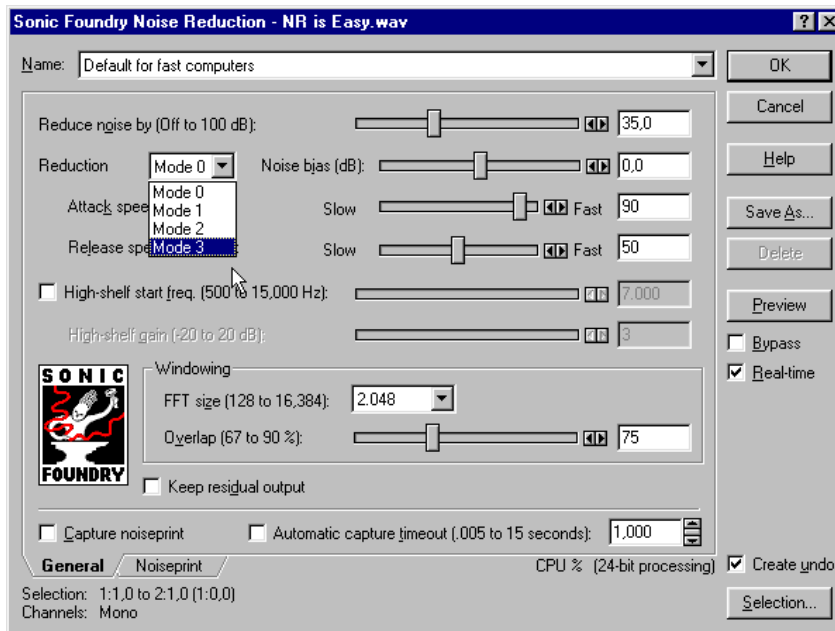 Sonic Foundry Noise Reduction - NR is Easy.wav
Name: Default for fast computers
OK
Cancel
Help
Save As...
Delete
Preview
Bypass
Real-time
Reduce noise by (Off to 100 dB): 35,0
Reduction Mode 0 Noise bias (dB): 0,0
Mode 0
Mode 1
Mode 2
Mode 3
Attack spee Slow Fast 90
Release spe Slow Fast 50
High-shelf start freq. (500 to 15,000 Hz): 7.000
High-shelf gain (-20 to 20 dB): 3
SONIC
FOUNDRY
Windowing
FFT size (128 to 16,384): 2.048
Overlap (67 to 90 %): 75
Keep residual output
Capture noiseprint Automatic capture timeout (.005 to 15 seconds): 1,000
General Noiseprint CPU % (24-bit processing)
Create undo
Selection: 1:1,0 to 2:1,0 (1:0,0)
Channels: Mono
Selection...